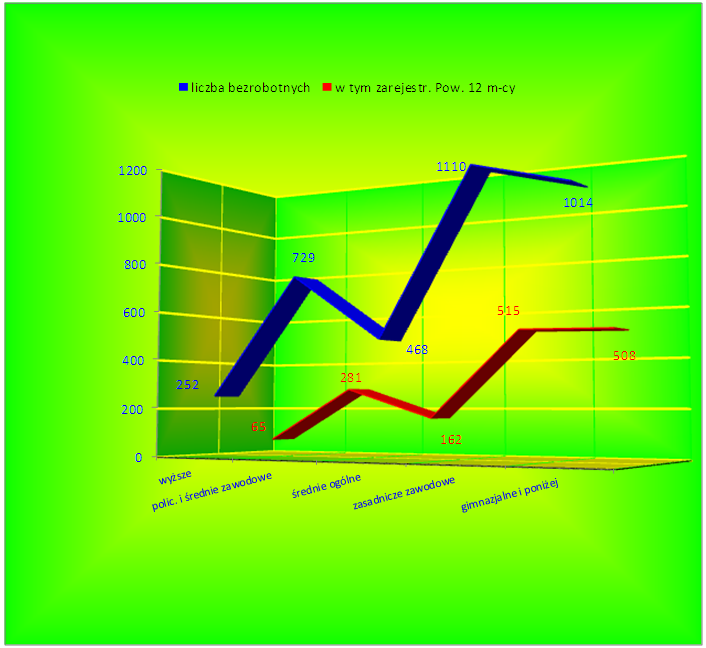 liczba bezrobotnych w tym zarejestr. Pow. 12 m-cy
1200
1000
800
600
400
200
0
252
729
468
1110
1014
281
162
515
508
wyższe
polic. i średnie zawodowe
średnie ogólne
zasadnicze zawodowe
gimnazjalne i poniżej